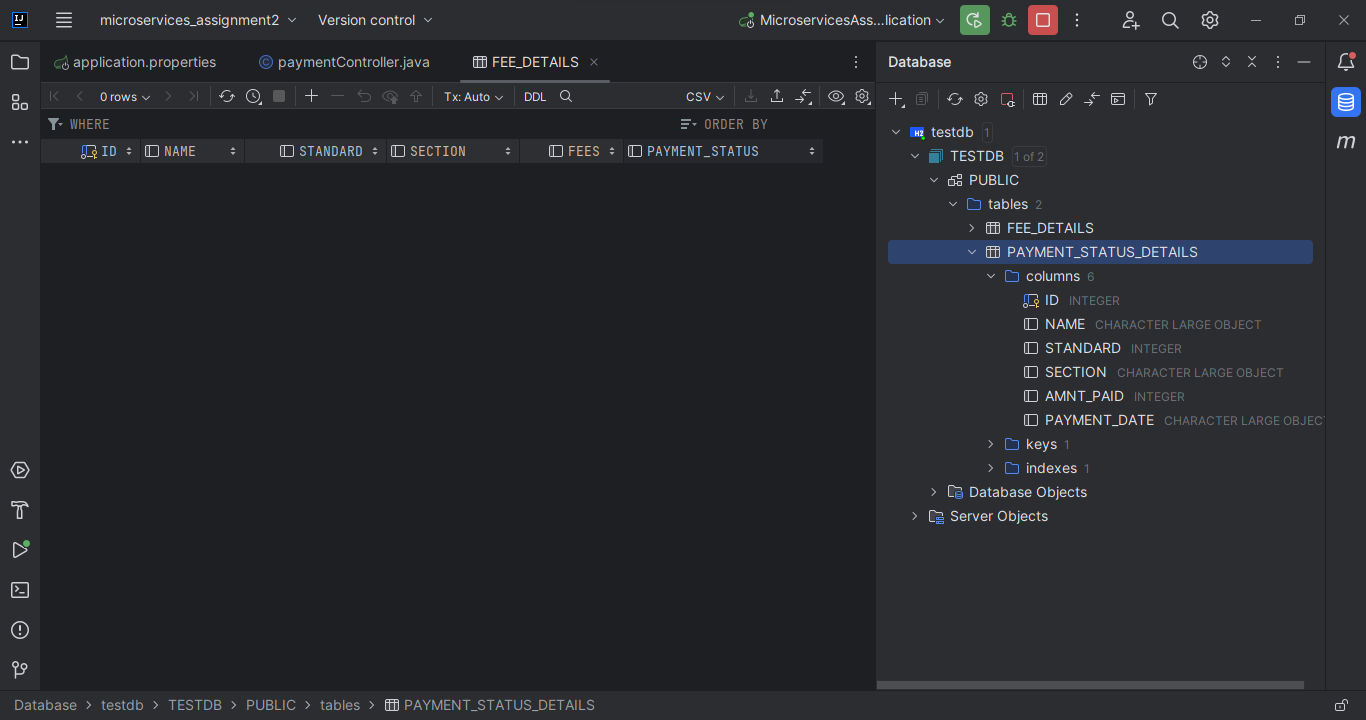 microservices_assignment2 Version control MicroservicesAss...lication
application.properties paymentController.java FEE_DETAILS Database
0 rows Tx: Auto DDL CSV
WHERE ORDER BY
ID NAME STANDARD SECTION FEES PAYMENT_STATUS
testdb 1
TESTDB 1 of 2
PUBLIC
tables 2
FEE_DETAILS
PAYMENT_STATUS_DETAILS
columns 6
ID INTEGER
NAME CHARACTER LARGE OBJECT
STANDARD INTEGER
SECTION CHARACTER LARGE OBJECT
AMNT_PAID INTEGER
PAYMENT_DATE CHARACTER LARGE OBJEC
keys 1
indexes 1
Database Objects
Server Objects
Database testdb TESTDB PUBLIC tables PAYMENT_STATUS_DETAILS